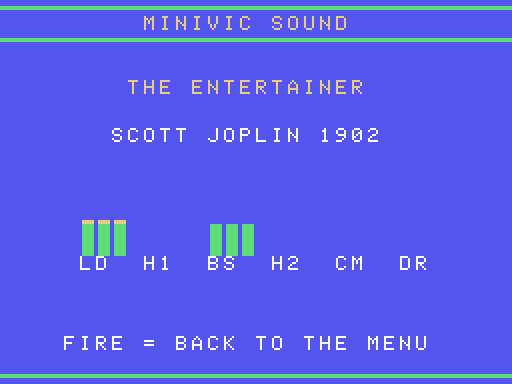 MINIVIC SOUND
THE ENTERTAINER
SCOTT JOPLIN 1902
LD H1 BS H2 CM DR
FIRE = BACK TO THE MENU